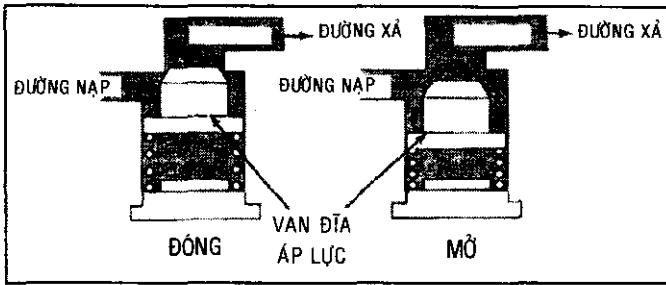 ĐƯỜNG XẢ
ĐƯỜNG XẢ
ĐƯỜNG NẠP
ĐƯỜNG NẠP
VAN ĐĨA
ÁP LỰC
ĐÓNG
MỞ